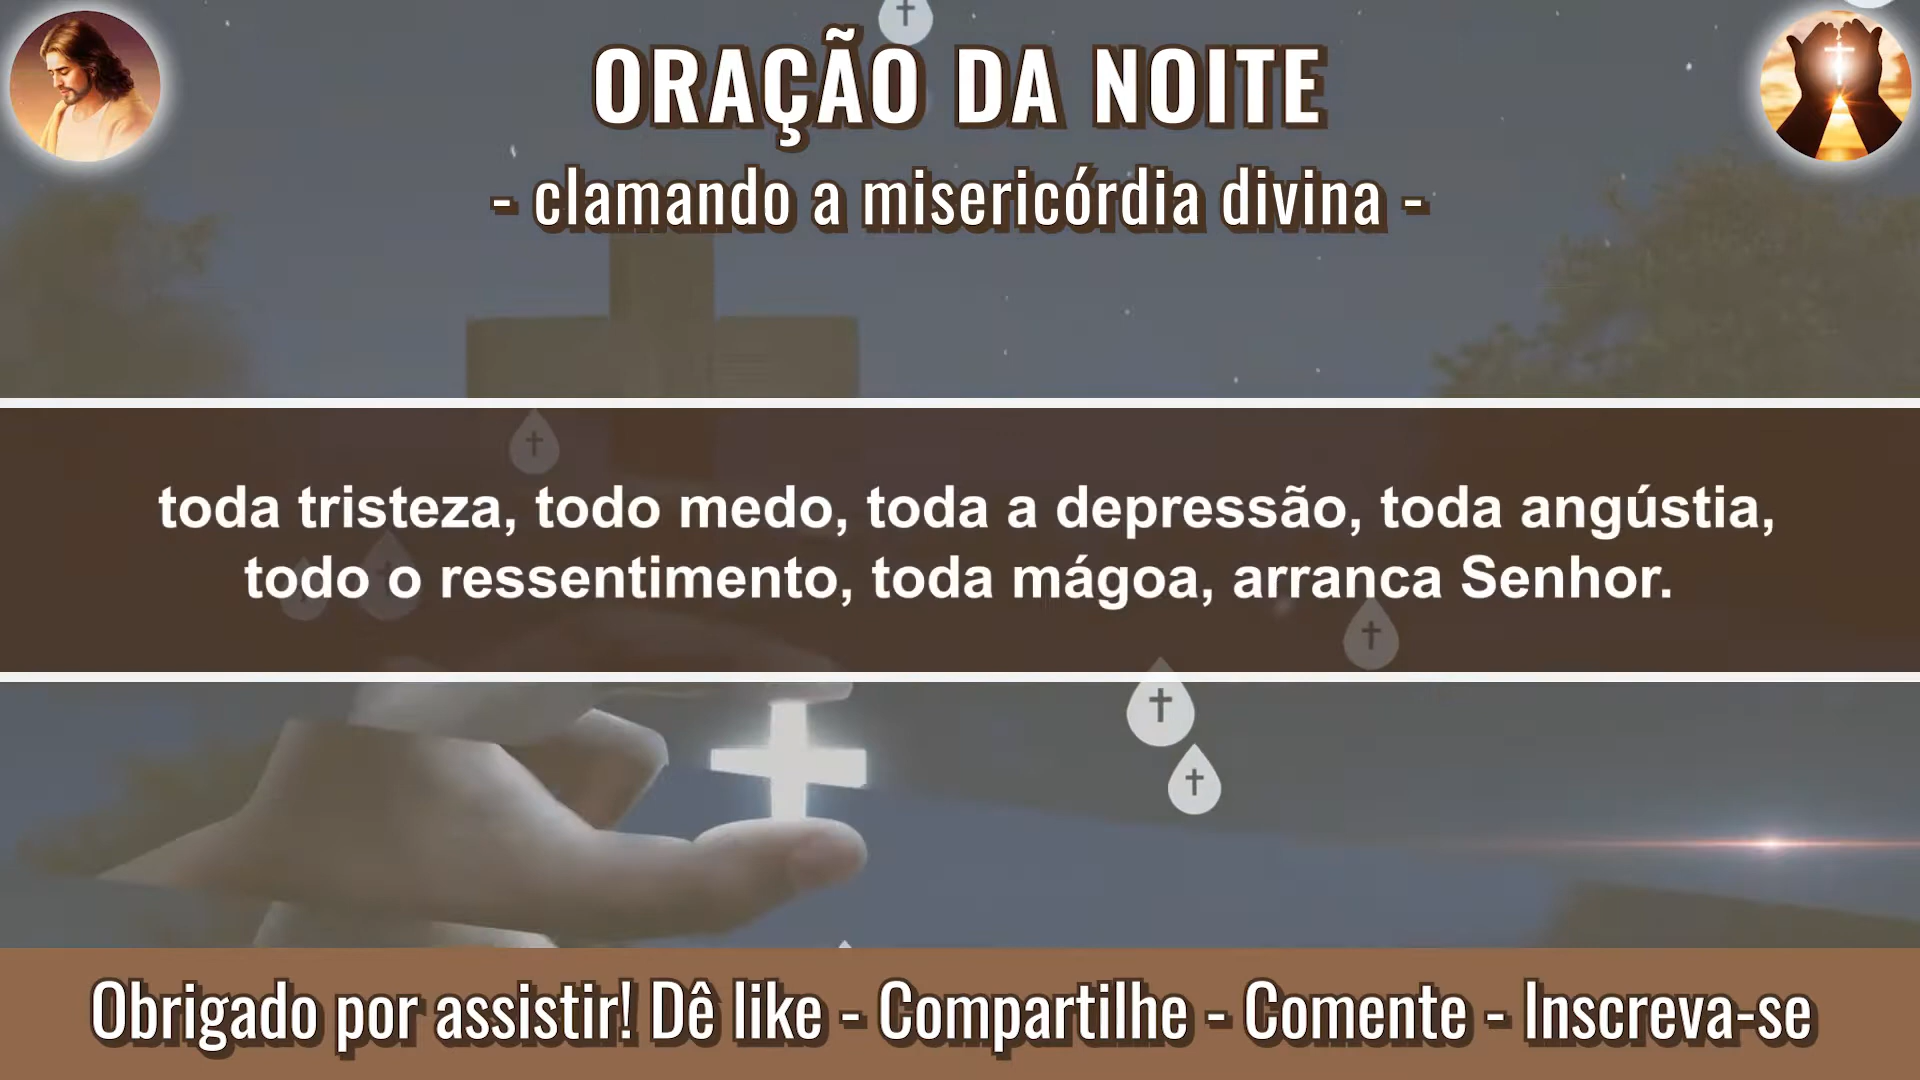 ORAÇÃO DA NOITE
- clamando a misericórdia divina -
toda tristeza, todo medo, toda a depressão, toda angústia,
todo o ressentimento, toda mágoa, arranca Senhor.
Obrigado por assistir! Dê like - Compartilhe - Comente - Inscreva-se